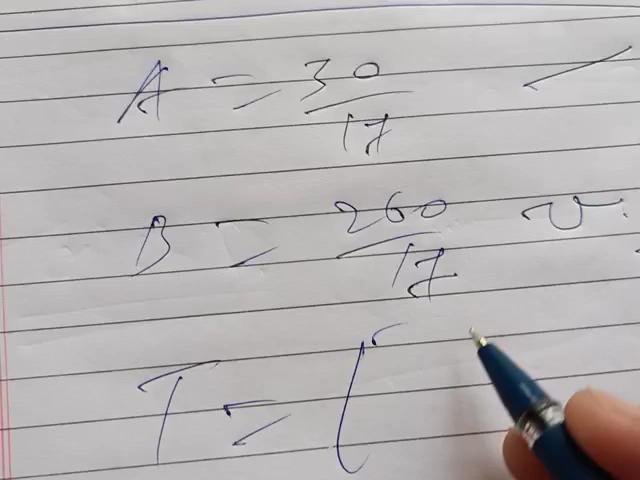 A = 30/17
B = 260/17
T = (